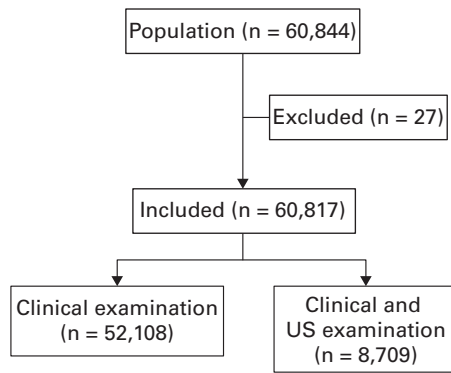 Population (n = 60,844)
Excluded (n = 27)
Included (n = 60,817)
Clinical examination
(n = 52,108)
Clinical and
US examination
(n = 8,709)